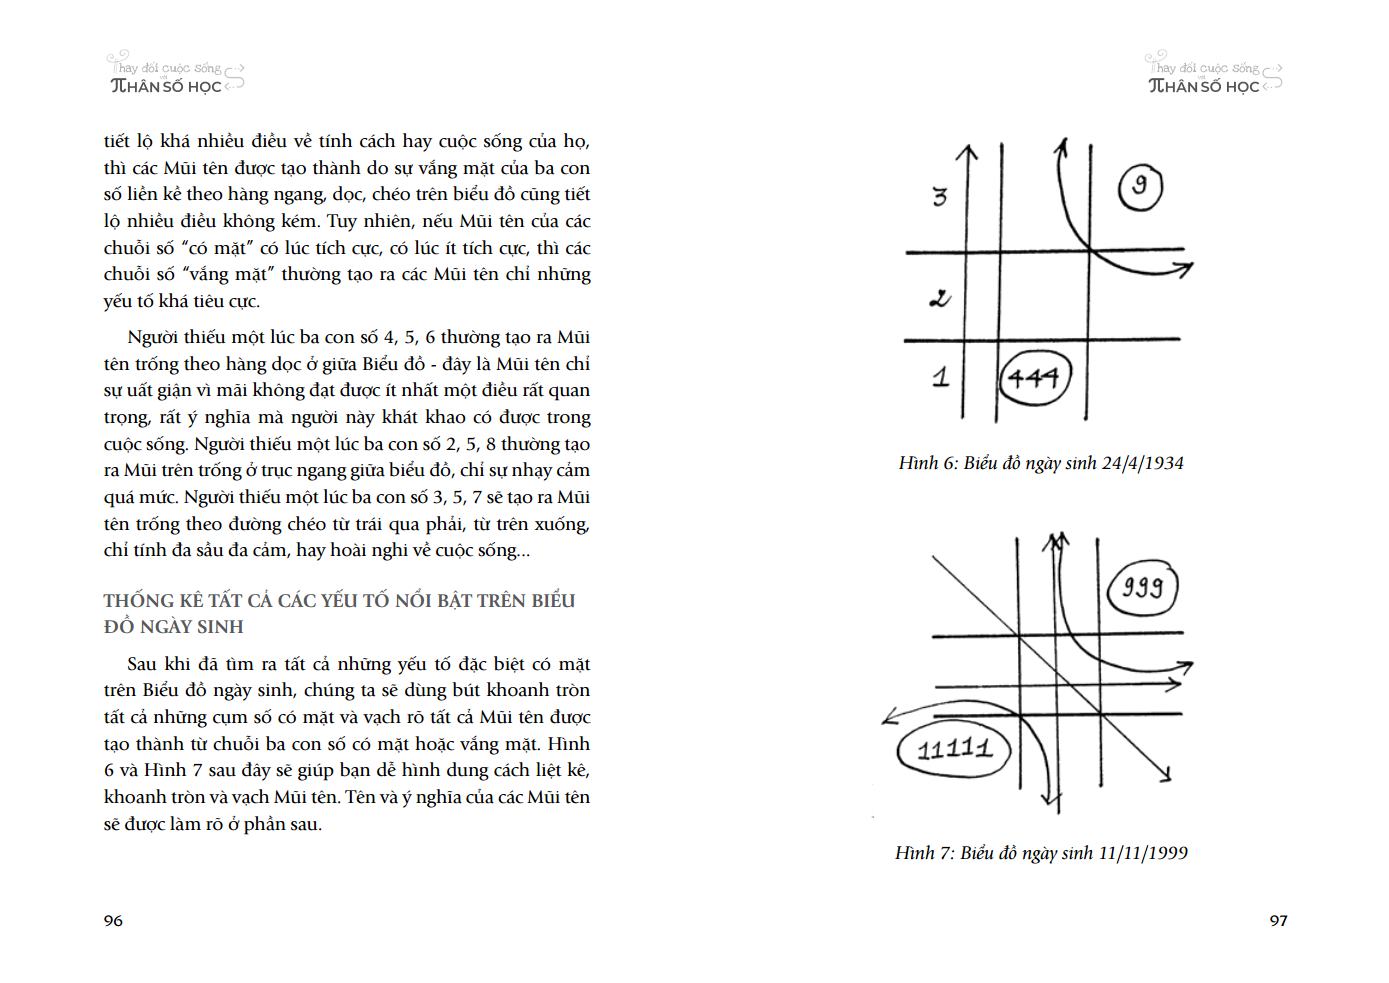 Thay đổi cuộc sống
với
NHÂN SỐ HỌC
tiết lộ khá nhiều điều về tính cách hay cuộc sống của họ,
thì các Mũi tên được tạo thành do sự vắng mặt của ba con
số liền kề theo hàng ngang, dọc, chéo trên biểu đồ cũng tiết
lộ nhiều điều không kém. Tuy nhiên, nếu Mũi tên của các
chuỗi số “có mặt” có lúc tích cực, có lúc ít tích cực, thì các
chuỗi số “vắng mặt” thường tạo ra các Mũi tên chỉ những
yếu tố khá tiêu cực.
Người thiếu một lúc ba con số 4, 5, 6 thường tạo ra Mũi
tên trống theo hàng dọc ở giữa Biểu đồ - đây là Mũi tên chỉ
sự uất giận vì mãi không đạt được ít nhất một điều rất quan
trọng, rất ý nghĩa mà người này khát khao có được trong
cuộc sống. Người thiếu một lúc ba con số 2, 5, 8 thường tạo
ra Mũi trên trống ở trục ngang giữa biểu đồ, chỉ sự nhạy cảm
quá mức. Người thiếu một lúc ba con số 3, 5, 7 sẽ tạo ra Mũi
tên trống theo đường chéo từ trái qua phải, từ trên xuống,
chỉ tính đa sầu đa cảm, hay hoài nghi về cuộc sống...
THỐNG KÊ TẤT CẢ CÁC YẾU TỐ NỔI BẬT TRÊN BIỂU
ĐỒ NGÀY SINH
Sau khi đã tìm ra tất cả những yếu tố đặc biệt có mặt
trên Biểu đồ ngày sinh, chúng ta sẽ dùng bút khoanh tròn
tất cả những cụm số có mặt và vạch rõ tất cả Mũi tên được
tạo thành từ chuỗi ba con số có mặt hoặc vắng mặt. Hình
6 và Hình 7 sau đây sẽ giúp bạn dễ hình dung cách liệt kê,
khoanh tròn và vạch Mũi tên. Tên và ý nghĩa của các Mũi tên
sẽ được làm rõ ở phần sau.
96
Thay đổi cuộc sống
với
NHÂN SỐ HỌC
3
9
2
1
444
Hình 6: Biểu đồ ngày sinh 24/4/1934
999
11111
Hình 7: Biểu đồ ngày sinh 11/11/1999
97